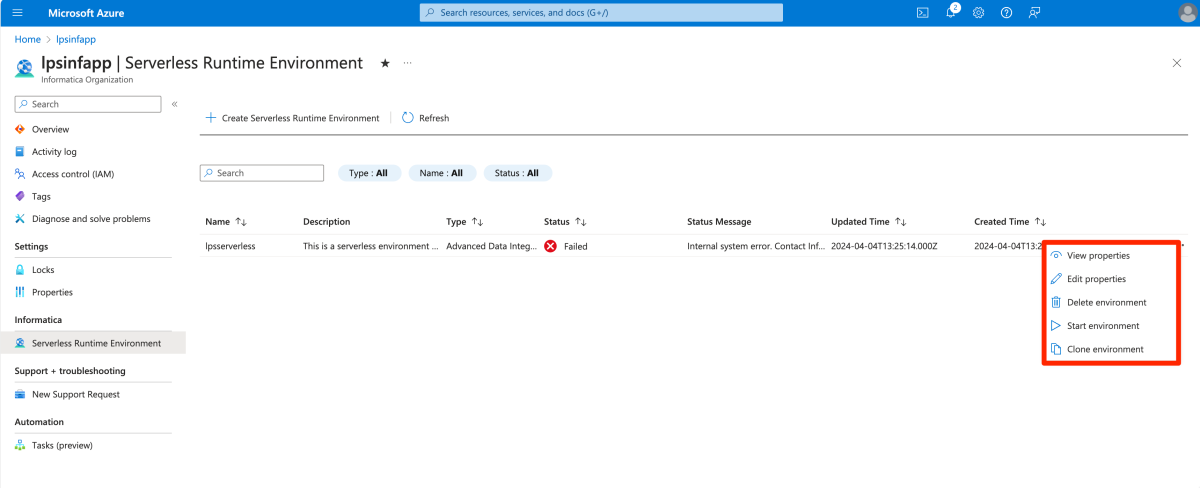 Microsoft Azure
Search resources, services, and docs (G+/)
2
Home > lpsinfapp
lpsinfapp | Serverless Runtime Environment ★ ...
Informatica Organization
Search «
Overview
Activity log
Access control (IAM)
Tags
Diagnose and solve problems
Settings
Locks
Properties
Informatica
Serverless Runtime Environment
Support + troubleshooting
New Support Request
Automation
Tasks (preview)
Create Serverless Runtime Environment
Refresh
Search
Type : All
Name : All
Status : All
Name ↑↓ Description Type ↑↓ Status ↑↓ Status Message Updated Time ↑↓ Created Time ↑↓
lpsserverless This is a serverless environment ... Advanced Data Integ... Failed Internal system error. Contact Inf... 2024-04-04T13:25:14.000Z 2024-04-04T13:2
View properties
Edit properties
Delete environment
Start environment
Clone environment